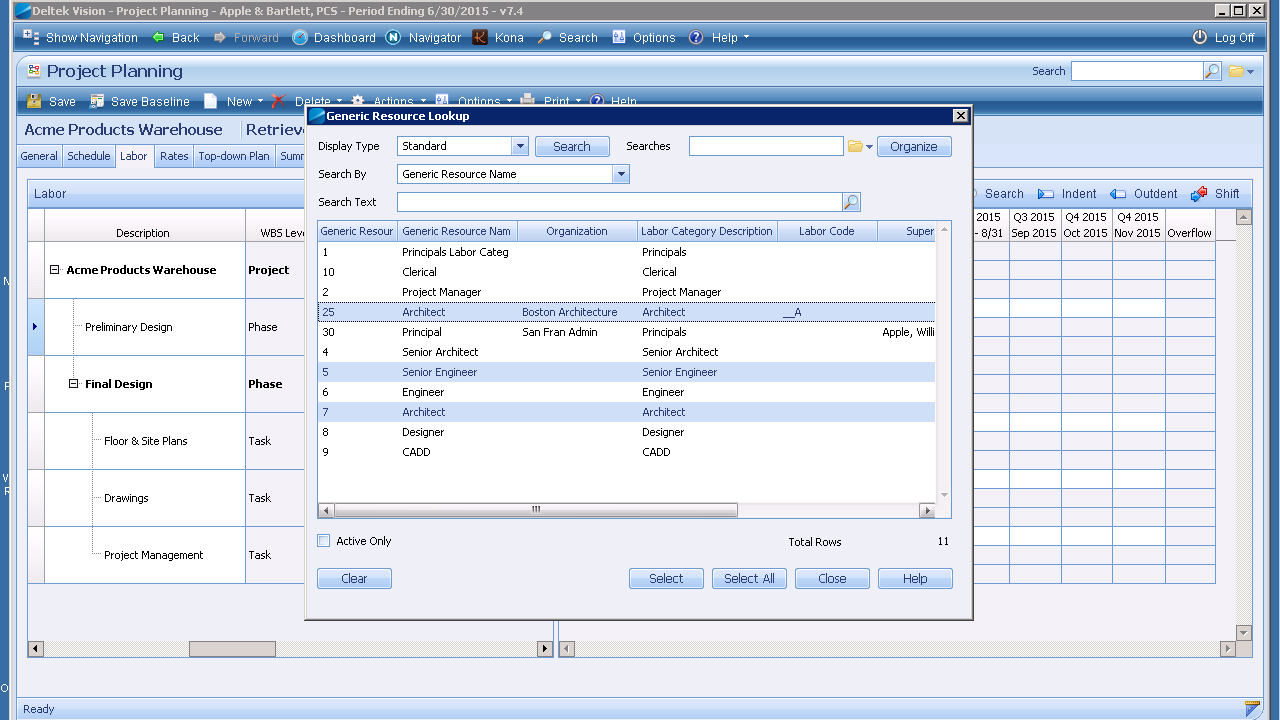 Deltek Vision - Project Planning - Apple & Bartlett, PCS - Period Ending 6/30/2015 - v7.4
Show Navigation Back Forward Dashboard Navigator Kona Search Options Help Log Off
Project Planning Search
Save Save Baseline New Delete Actions Options Print Help
Acme Products Warehouse Retrieve
General Schedule Labor Rates Top-down Plan Summ
Labor Search Indent Outdent Shift
Description WBS Leve
2015 Q3 2015 Q4 2015 Q4 2015
- 8/31 Sep 2015 Oct 2015 Nov 2015 Overflow
Acme Products Warehouse Project
Preliminary Design Phase
Final Design Phase
Floor & Site Plans Task
Drawings Task
Project Management Task
Generic Resource Lookup
Display Type Standard Search Searches Organize
Search By Generic Resource Name
Search Text
Generic Resour Generic Resource Nam Organization Labor Category Description Labor Code Super
1 Principals Labor Categ Principals
10 Clerical Clerical
2 Project Manager Project Manager
25 Architect Boston Architecture Architect __A
30 Principal San Fran Admin Principals Apple, Willi
4 Senior Architect Senior Architect
5 Senior Engineer Senior Engineer
6 Engineer Engineer
7 Architect Architect
8 Designer Designer
9 CADD CADD
Active Only Total Rows 11
Clear Select Select All Close Help
Ready